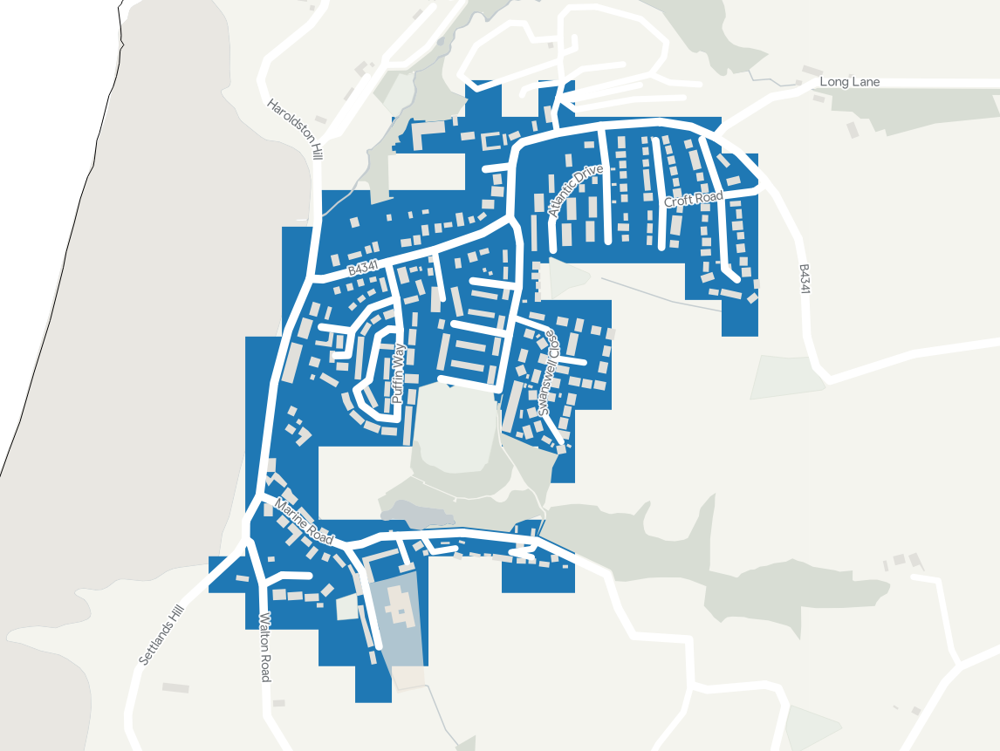 Long Lane
Haroldston Hill
Atlantic Drive
Croft Road
B4341
B4341
Puffin Way
Swanswell Close
Marine Road
Settlands Hill
Walton Road